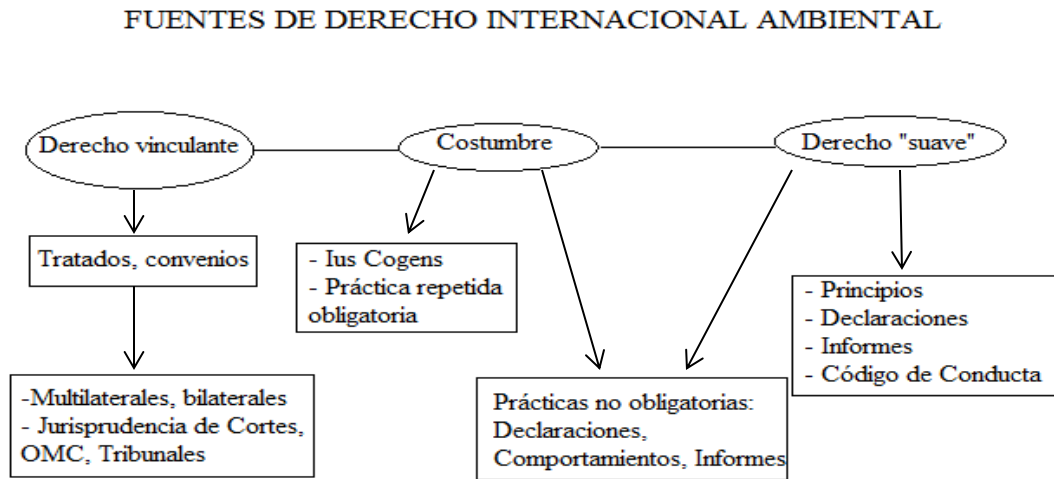 FUENTES DE DERECHO INTERNACIONAL AMBIENTAL
Derecho vinculante
Costumbre
Derecho "suave"
Tratados, convenios
- Ius Cogens
- Práctica repetida
obligatoria
- Principios
- Declaraciones
- Informes
- Código de Conducta
-Multilaterales, bilaterales
- Jurisprudencia de Cortes,
OMC, Tribunales
Prácticas no obligatorias:
Declaraciones,
Comportamientos, Informes